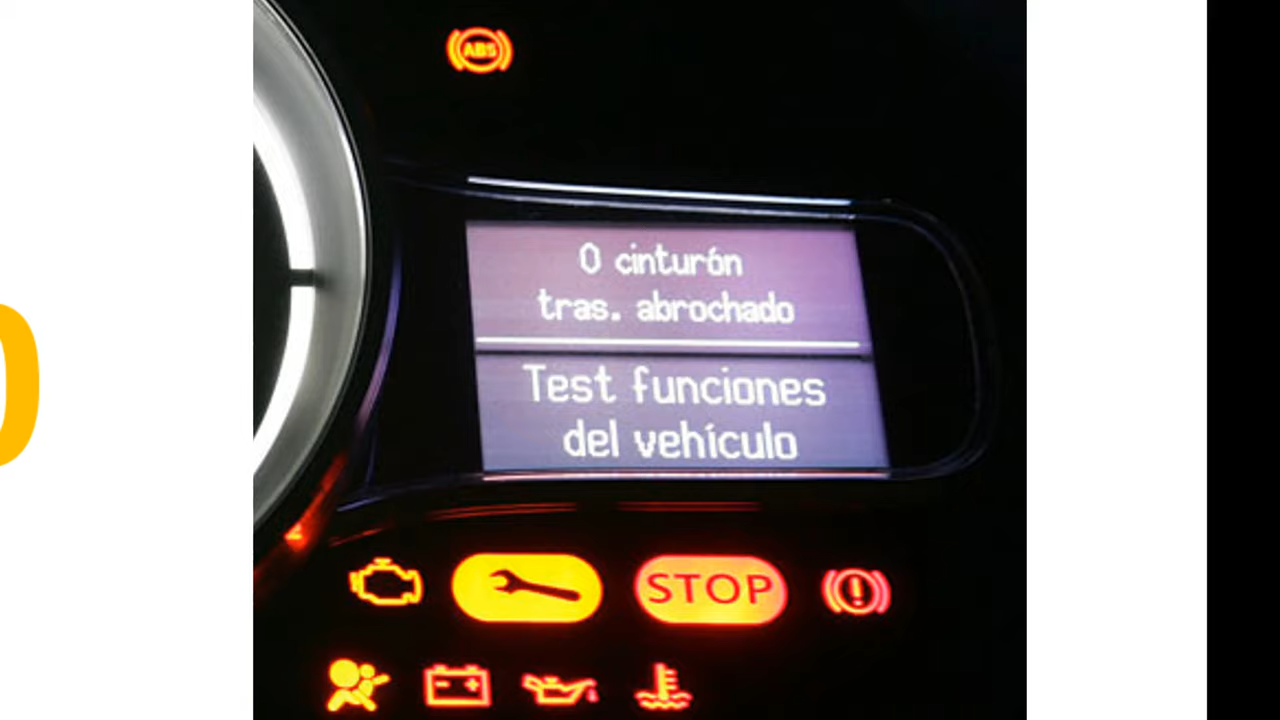 ABS
0 cinturón
tras. abrochado
Test funciones
del vehículo
STOP